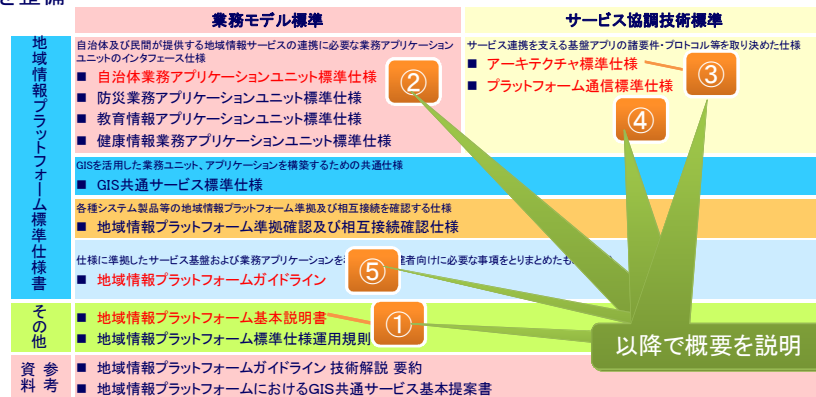 を整備
業務モデル標準
サービス協調技術標準
地域情報プラットフォーム標準仕様書
自治体及び民間が提供する地域情報サービスの連携に必要な業務アプリケーション
ユニットのインタフェース仕様
■ 自治体業務アプリケーションユニット標準仕様
②
■ 防災業務アプリケーションユニット標準仕様
■ 教育情報アプリケーションユニット標準仕様
■ 健康情報業務アプリケーションユニット標準仕様
サービス連携を支える基盤アプリの諸要件・プロトコル等を取り決めた仕様
■ アーキテクチャ標準仕様
③
■ プラットフォーム通信標準仕様
④
GISを活用した業務ユニット、アプリケーションを構築するための共通仕様
■ GIS共通サービス標準仕様
各種システム製品等の地域情報プラットフォーム準拠及び相互接続を確認する仕様
■ 地域情報プラットフォーム準拠確認及び相互接続確認仕様
仕様に準拠したサービス基盤および業務アプリケーションを
者向けに必要な事項をとりまとめたも
■ 地域情報プラットフォームガイドライン
⑤
その他
■ 地域情報プラットフォーム基本説明書
①
■ 地域情報プラットフォーム標準仕様運用規則
以降で概要を説明
参考資料
■ 地域情報プラットフォームガイドライン 技術解説 要約
■ 地域情報プラットフォームにおけるGIS共通サービス基本提案書